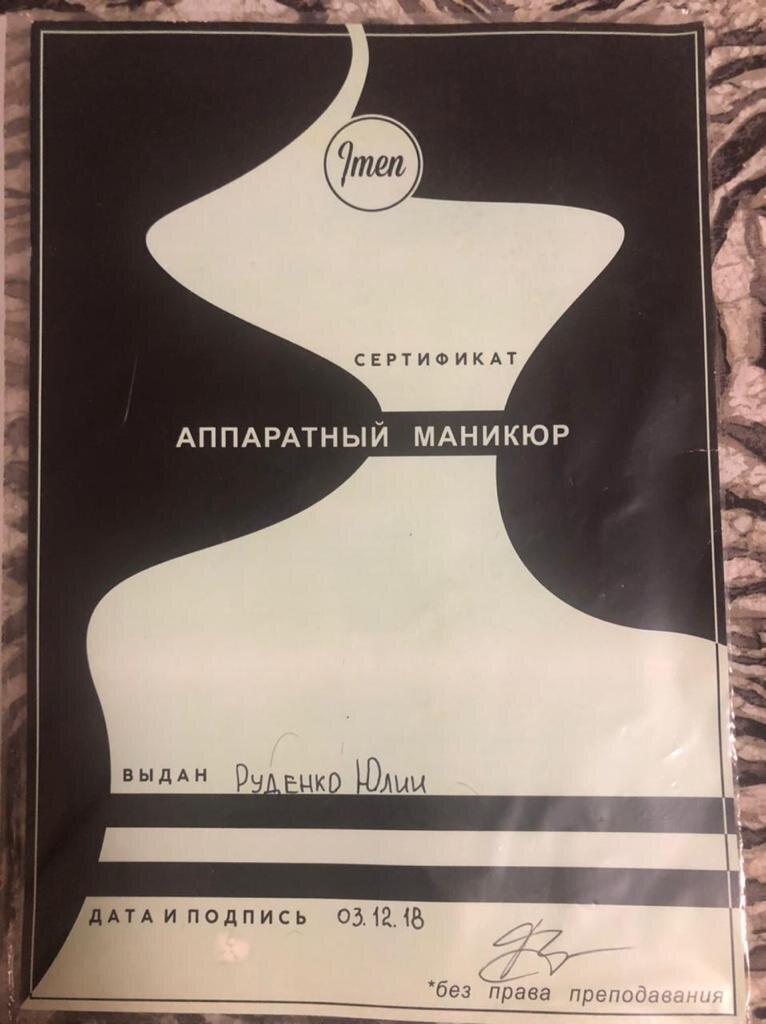 Imen
СЕРТИФИКАТ
АППАРАТНЫЙ МАНИКЮР
ВЫДАН Руденко Юлии
ДАТА И ПОДПИСЬ 03.12.18
*без права преподавания